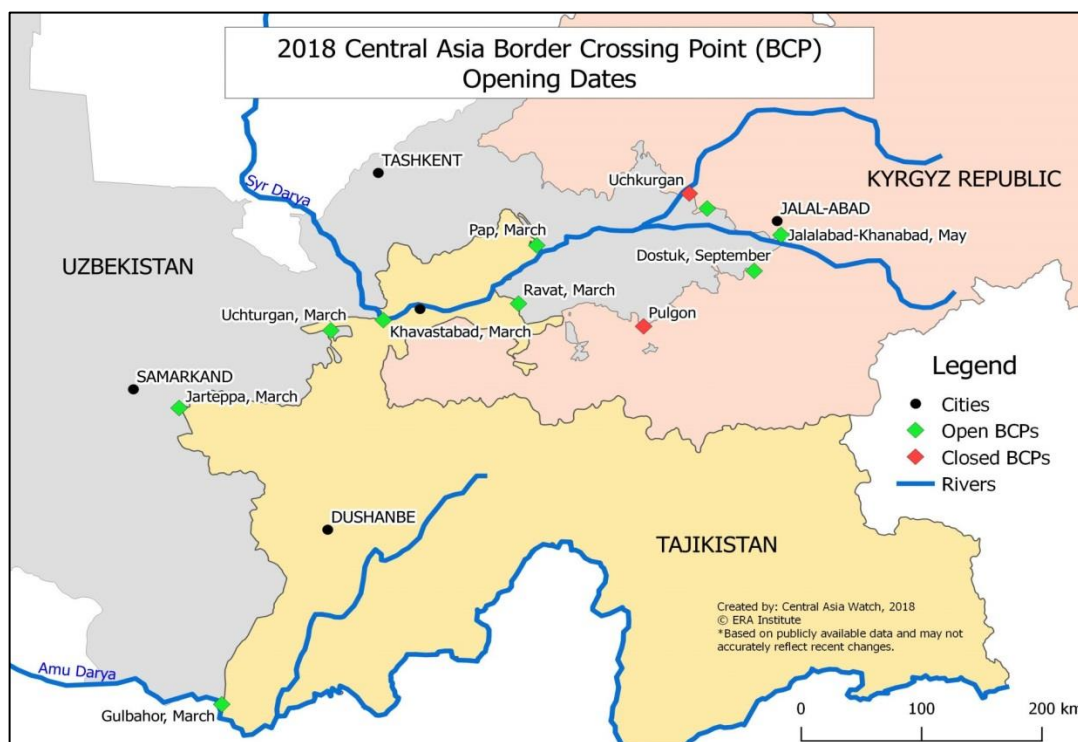 2018 Central Asia Border Crossing Point (BCP)
Opening Dates
TASHKENT
Syr Darya
Uchkurgan
KYRGYZ REPUBLIC
JALAL-ABAD
Pap, March
Jalalabad-Khanabad, May
Dostuk, September
UZBEKISTAN
Ravat, March
Uchturgan, March
Khavastabad, March
Pulgon
SAMARKAND
Jarteppa, March
Legend
Cities
Open BCPs
Closed BCPs
Rivers
DUSHANBE
TAJIKISTAN
Created by: Central Asia Watch, 2018
© ERA Institute
*Based on publicly available data and may not
accurately reflect recent changes.
Amu Darya
Gulbahor, March
0 100 200 km